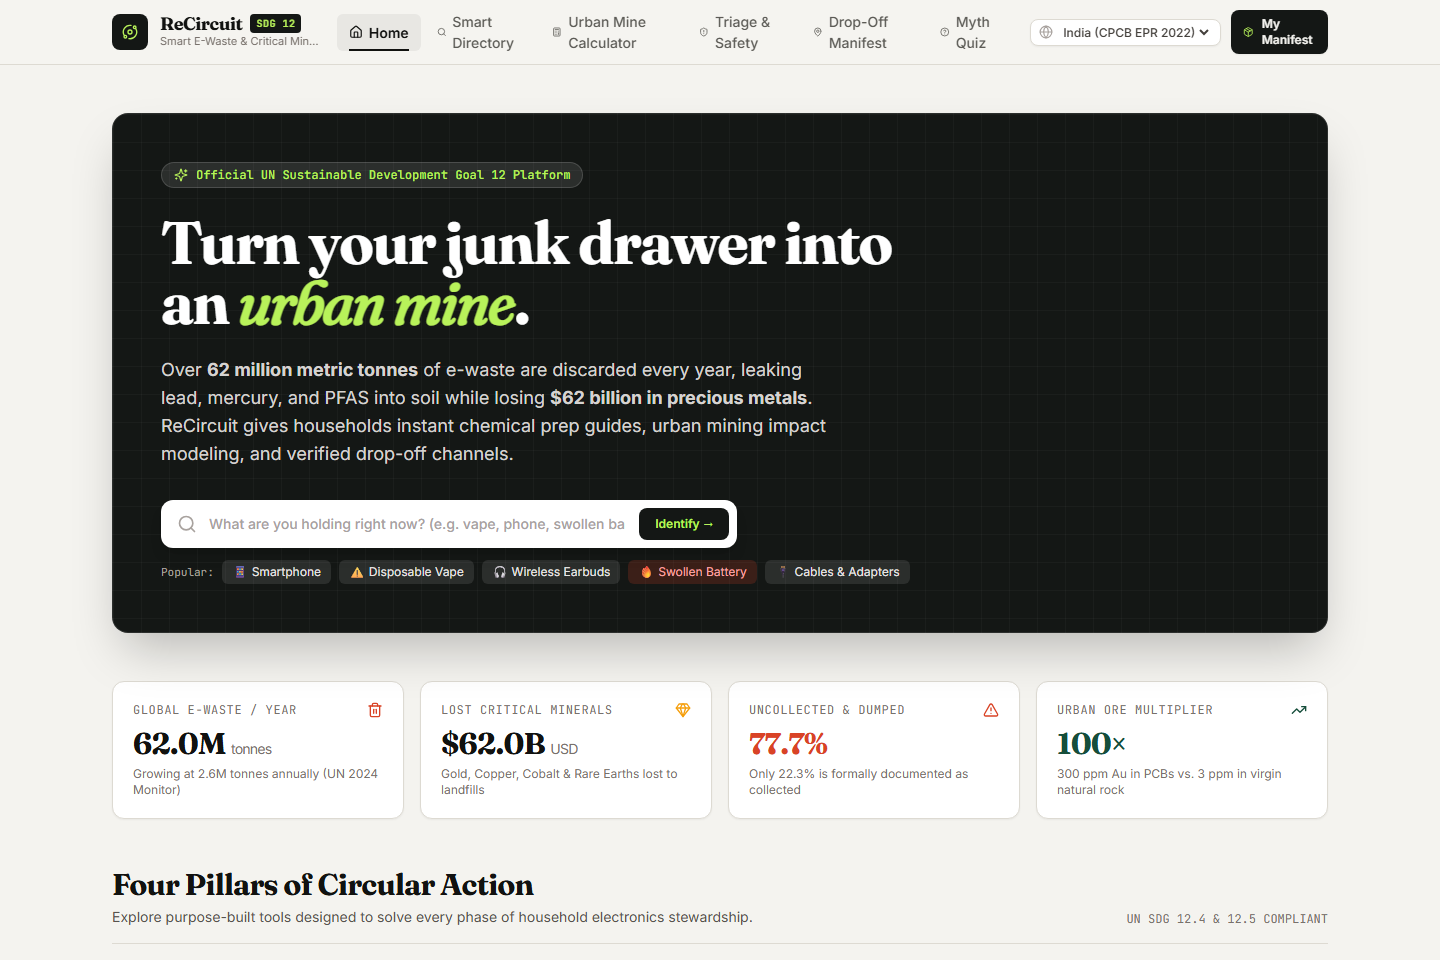 ReCircuit SDG 12
Smart E-Waste & Critical Min...
Home
Smart
Directory
Urban Mine
Calculator
Triage &
Safety
Drop-Off
Manifest
Myth
Quiz
India (CPCB EPR 2022)
My
Manifest
Official UN Sustainable Development Goal 12 Platform
Turn your junk drawer into
an urban mine.
Over 62 million metric tonnes of e-waste are discarded every year, leaking
lead, mercury, and PFAS into soil while losing $62 billion in precious metals.
ReCircuit gives households instant chemical prep guides, urban mining impact
modeling, and verified drop-off channels.
What are you holding right now? (e.g. vape, phone, swollen ba
Identify →
Popular: Smartphone Disposable Vape Wireless Earbuds Swollen Battery Cables & Adapters
GLOBAL E-WASTE / YEAR
62.0M tonnes
Growing at 2.6M tonnes annually (UN 2024
Monitor)
LOST CRITICAL MINERALS
$62.0B USD
Gold, Copper, Cobalt & Rare Earths lost to
landfills
UNCOLLECTED & DUMPED
77.7%
Only 22.3% is formally documented as
collected
URBAN ORE MULTIPLIER
100×
300 ppm Au in PCBs vs. 3 ppm in virgin
natural rock
Four Pillars of Circular Action
Explore purpose-built tools designed to solve every phase of household electronics stewardship.
UN SDG 12.4 & 12.5 COMPLIANT